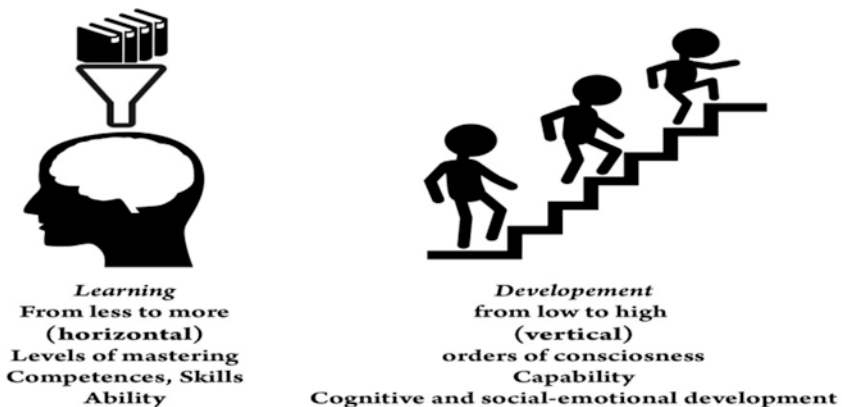 Learning
From less to more
(horizontal)
Levels of mastering
Competences, Skills
Ability
Developement
from low to high
(vertical)
orders of consciosness
Capability
Cognitive and social-emotional development